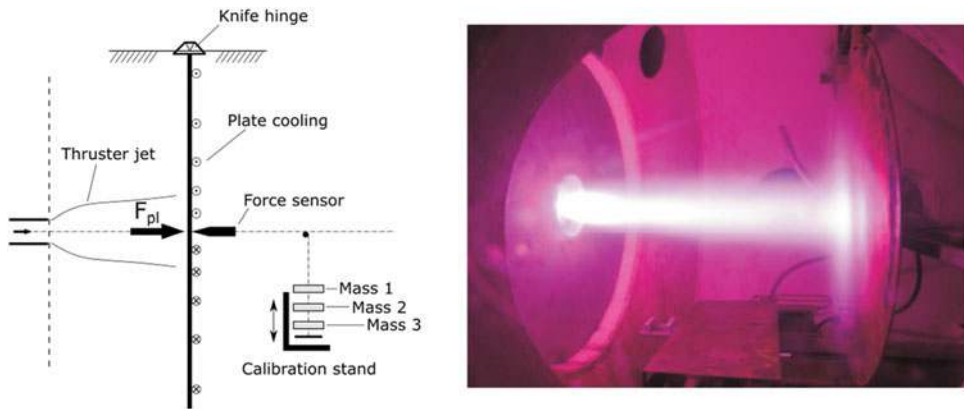 Knife hinge
Plate cooling
Thruster jet
Fpl
Force sensor
Mass 1
Mass 2
Mass 3
Calibration stand